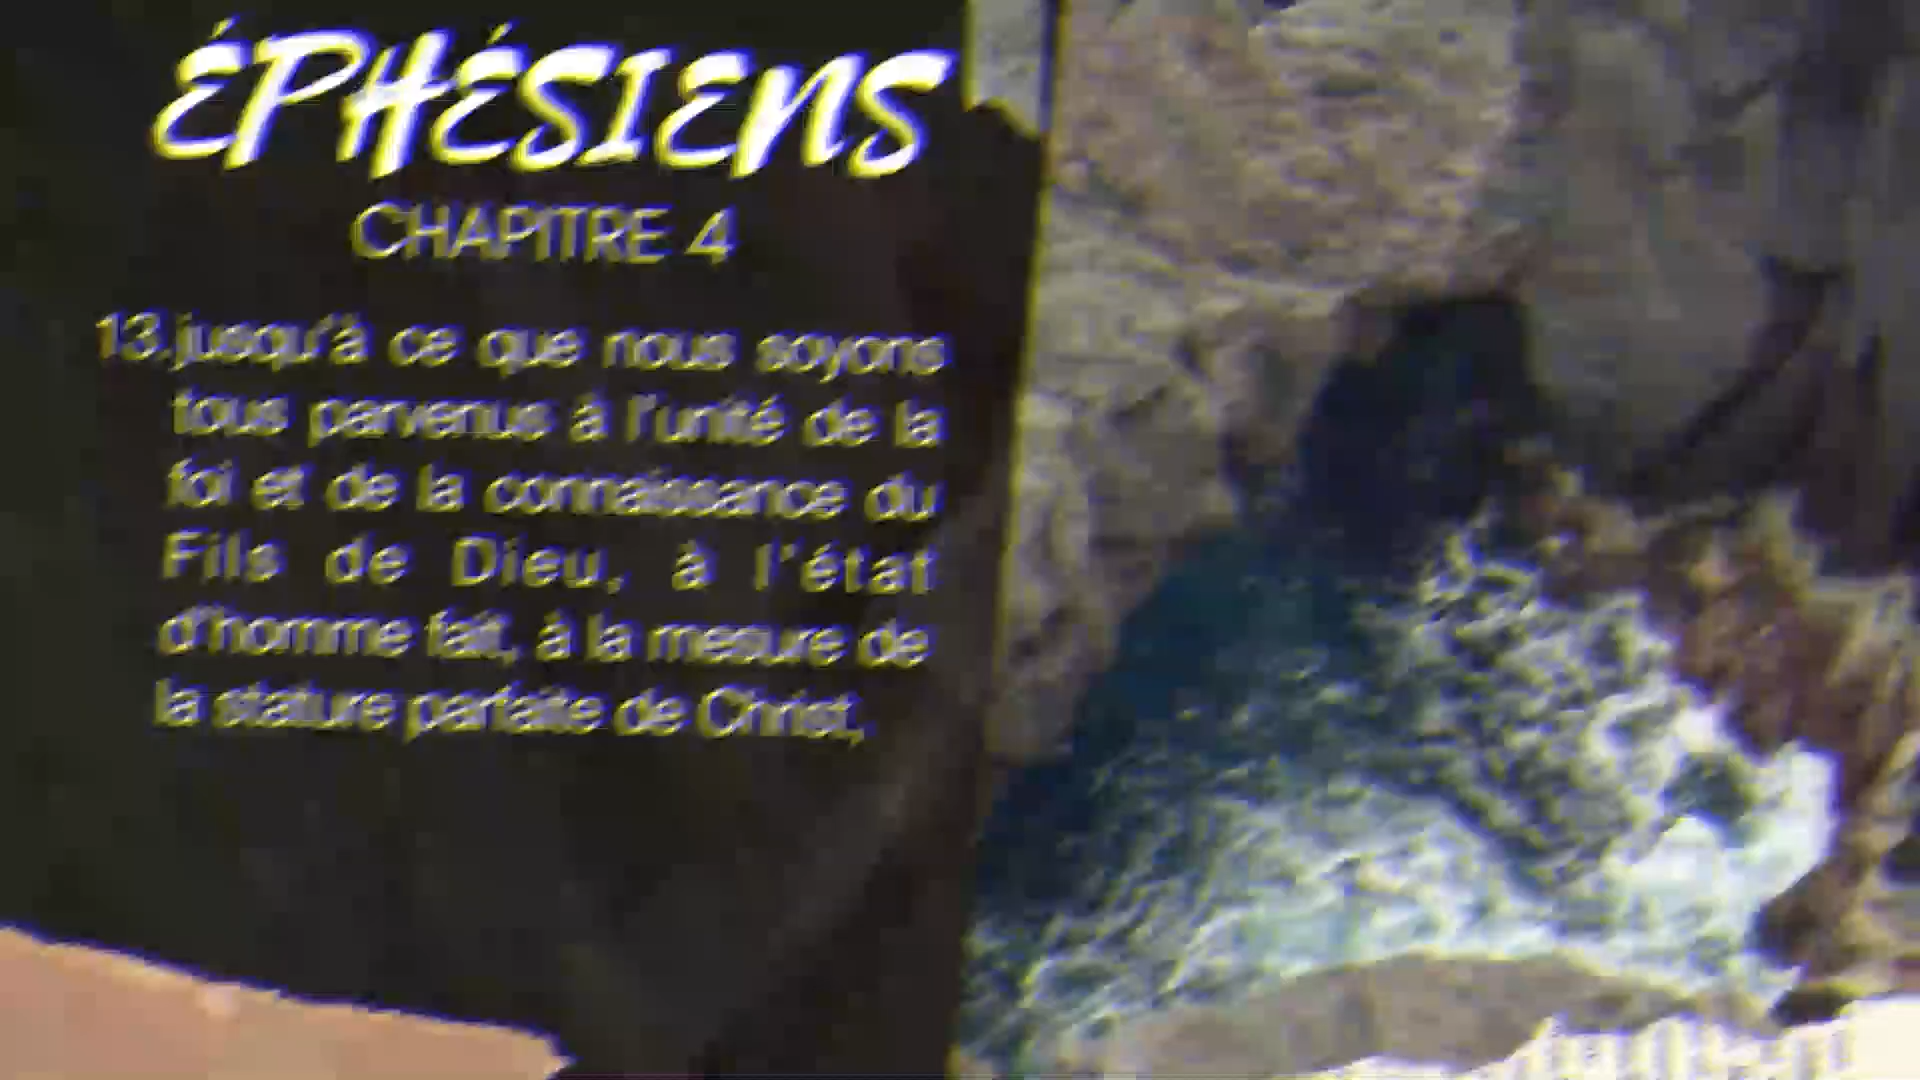 ÉPHÉSIENS
CHAPITRE 4
13.jusqu'à ce que nous soyons
tous parvenus à l'unité de la
foi et de la connaissance du
Fils de Dieu, à l'état
d'homme fait, à la mesure de
la stature parfaite de Christ,